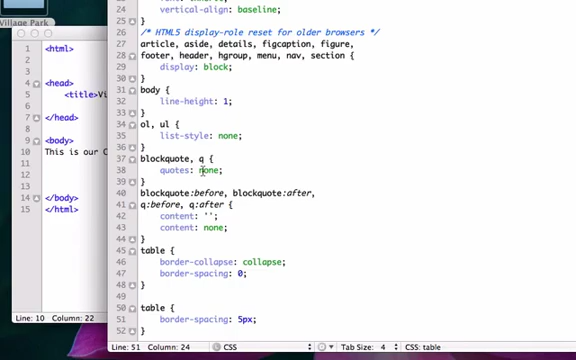 Village Park
1
2
3
4
5
6
7
8
9
10
11
12
13
14
15
<html>
<head>
<title>Vi
</head>
<body>
This is our C
</body>
</html>
Line: 10 Column: 22
25
26
27
28
29
30
31
32
33
34
35
36
37
38
39
40
41
42
43
44
45
46
47
48
49
50
51
52
vertical-align: baseline;
}
/* HTML5 display-role reset for older browsers */
article, aside, details, figcaption, figure,
footer, header, hgroup, menu, nav, section {
display: block;
}
body {
line-height: 1;
}
ol, ul {
list-style: none;
}
blockquote, q {
quotes: none;
}
blockquote:before, blockquote:after,
q:before, q:after {
content: '';
content: none;
}
table {
border-collapse: collapse;
border-spacing: 0;
}
table {
border-spacing: 5px;
}
Line: 51 Column: 24
CSS
Tab Size: 4
CSS: table